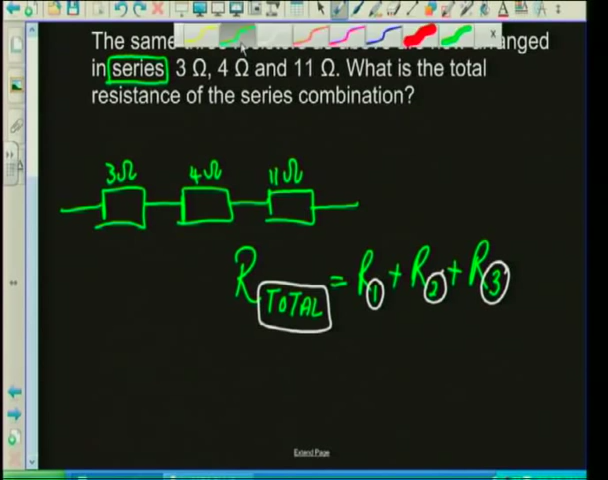 The same anged
in series 3 Ω, 4 Ω and 11 Ω. What is the total
resistance of the series combination?
3Ω 4Ω 11Ω
R TOTAL = R1 + R2 + R3
Extend Page